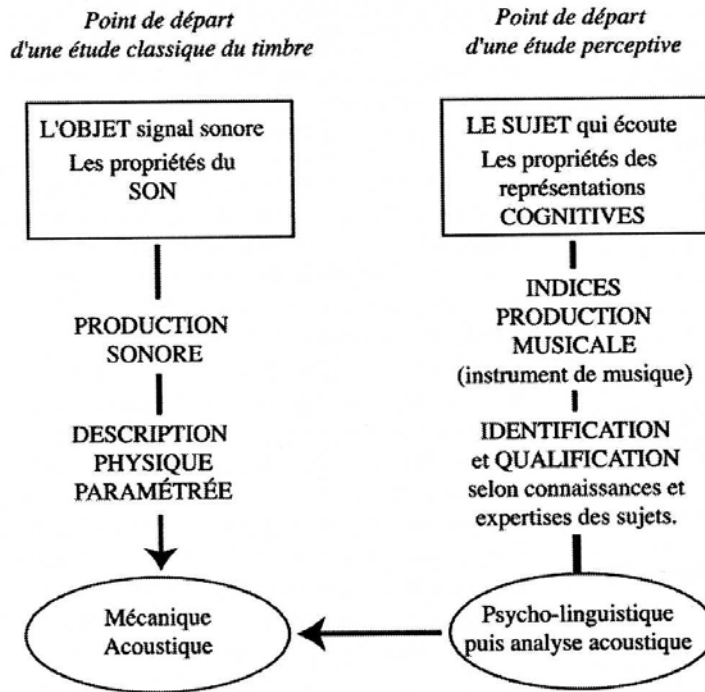 Point de départ
d'une étude classique du timbre
L'OBJET signal sonore
Les propriétés du
SON
PRODUCTION
SONORE
DESCRIPTION
PHYSIQUE
PARAMÉTRÉE
Mécanique
Acoustique
Point de départ
d'une étude perceptive
LE SUJET qui écoute
Les propriétés des
représentations
COGNITIVES
INDICES
PRODUCTION
MUSICALE
(instrument de musique)
IDENTIFICATION
et QUALIFICATION
selon connaissances et
expertises des sujets.
Psycho-linguistique
puis analyse acoustique